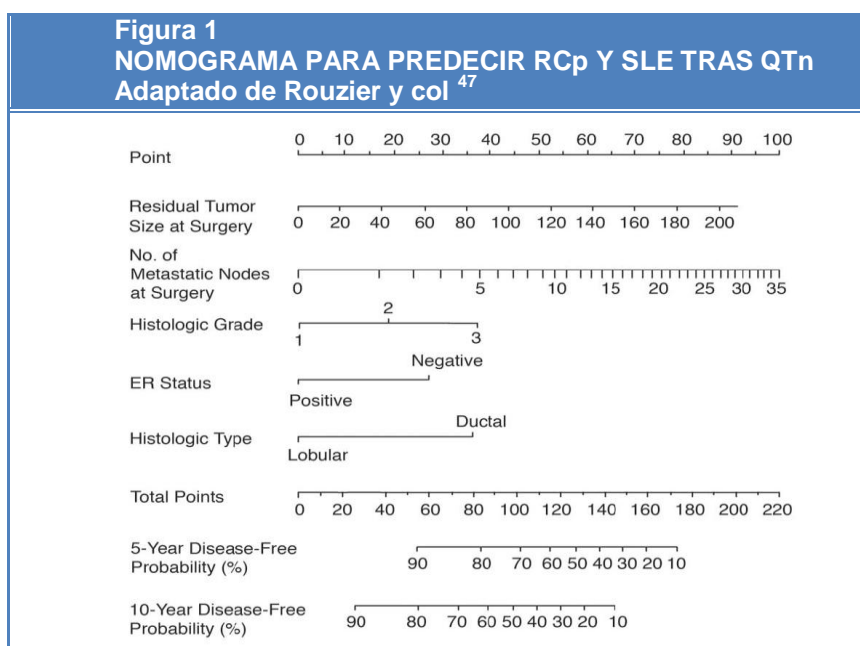 Figura 1
NOMOGRAMA PARA PREDECIR RCp Y SLE TRAS QTn
Adaptado de Rouzier y col 47
0 10 20 30 40 50 60 70 80 90 100
Point
Residual Tumor
Size at Surgery
0 20 40 60 80 100 120 140 160 180 200
No. of
Metastatic Nodes
at Surgery
0 5 10 15 20 25 30 35
2
Histologic Grade
1 3
Negative
ER Status
Positive
Ductal
Histologic Type
Lobular
Total Points
0 20 40 60 80 100 120 140 160 180 200 220
5-Year Disease-Free
Probability (%)
90 80 70 60 50 40 30 20 10
10-Year Disease-Free
Probability (%)
90 80 70 60 50 40 30 20 10